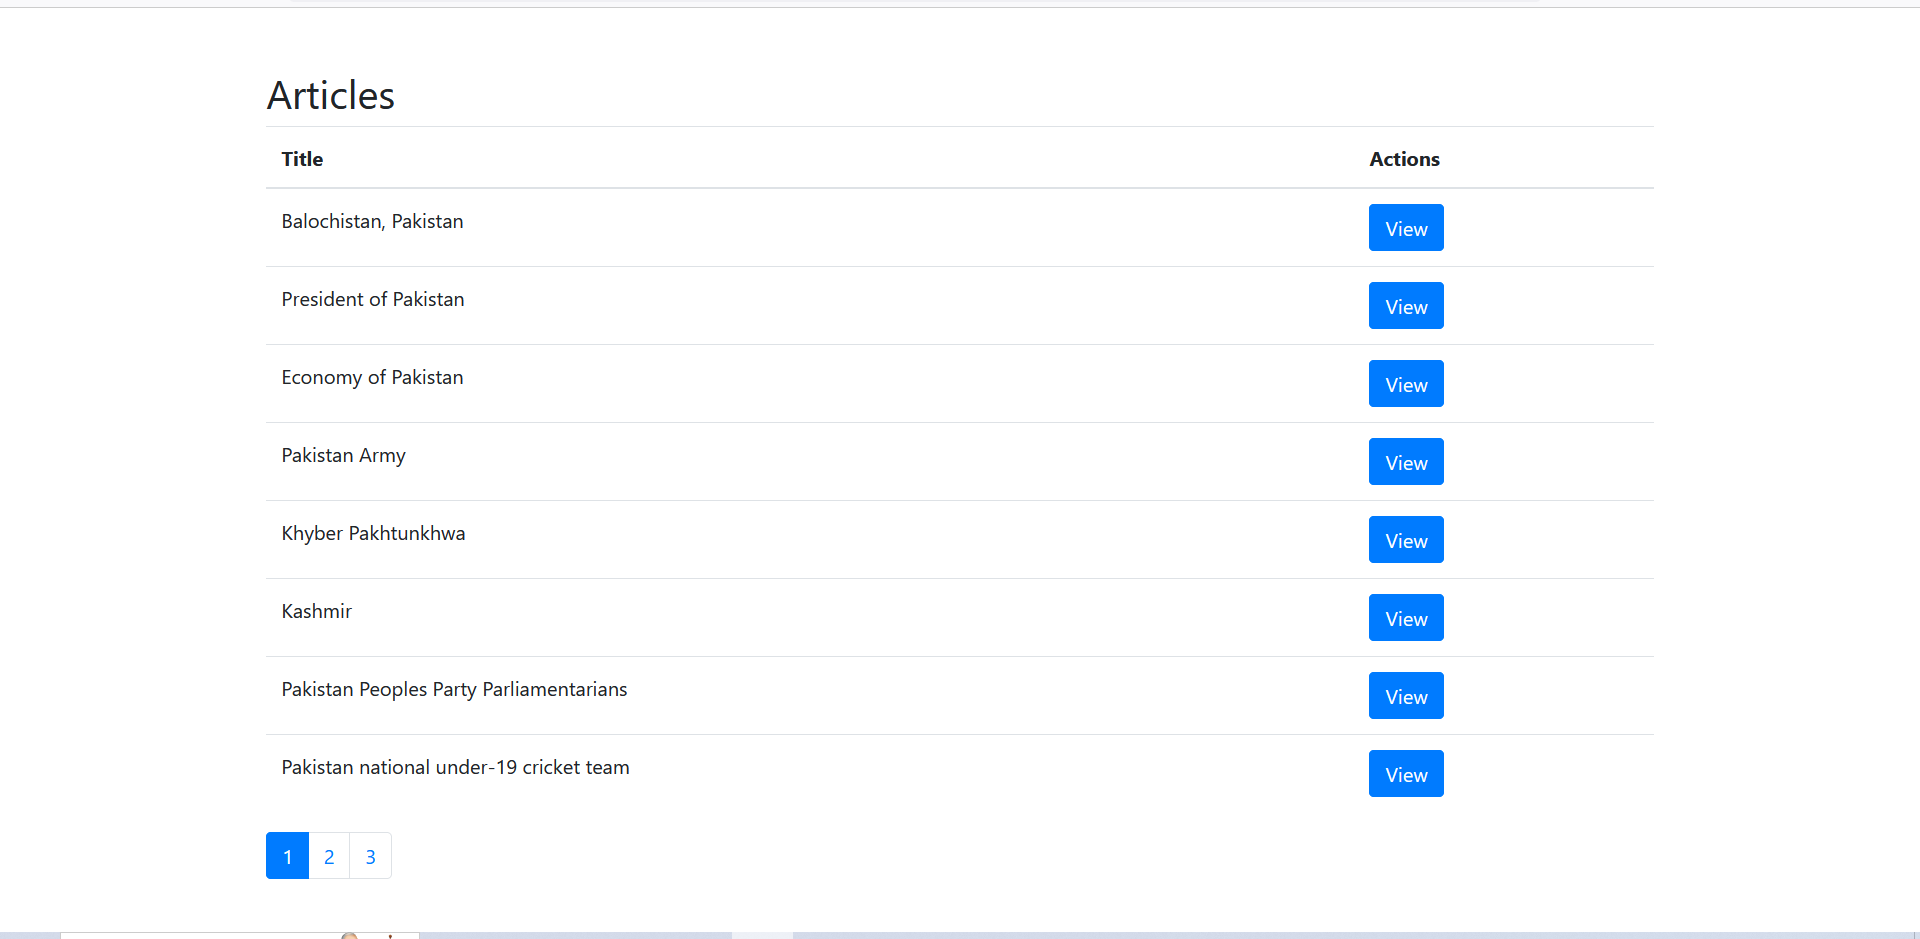 Articles
Title Actions
Balochistan, Pakistan View
President of Pakistan View
Economy of Pakistan View
Pakistan Army View
Khyber Pakhtunkhwa View
Kashmir View
Pakistan Peoples Party Parliamentarians View
Pakistan national under-19 cricket team View
1 2 3